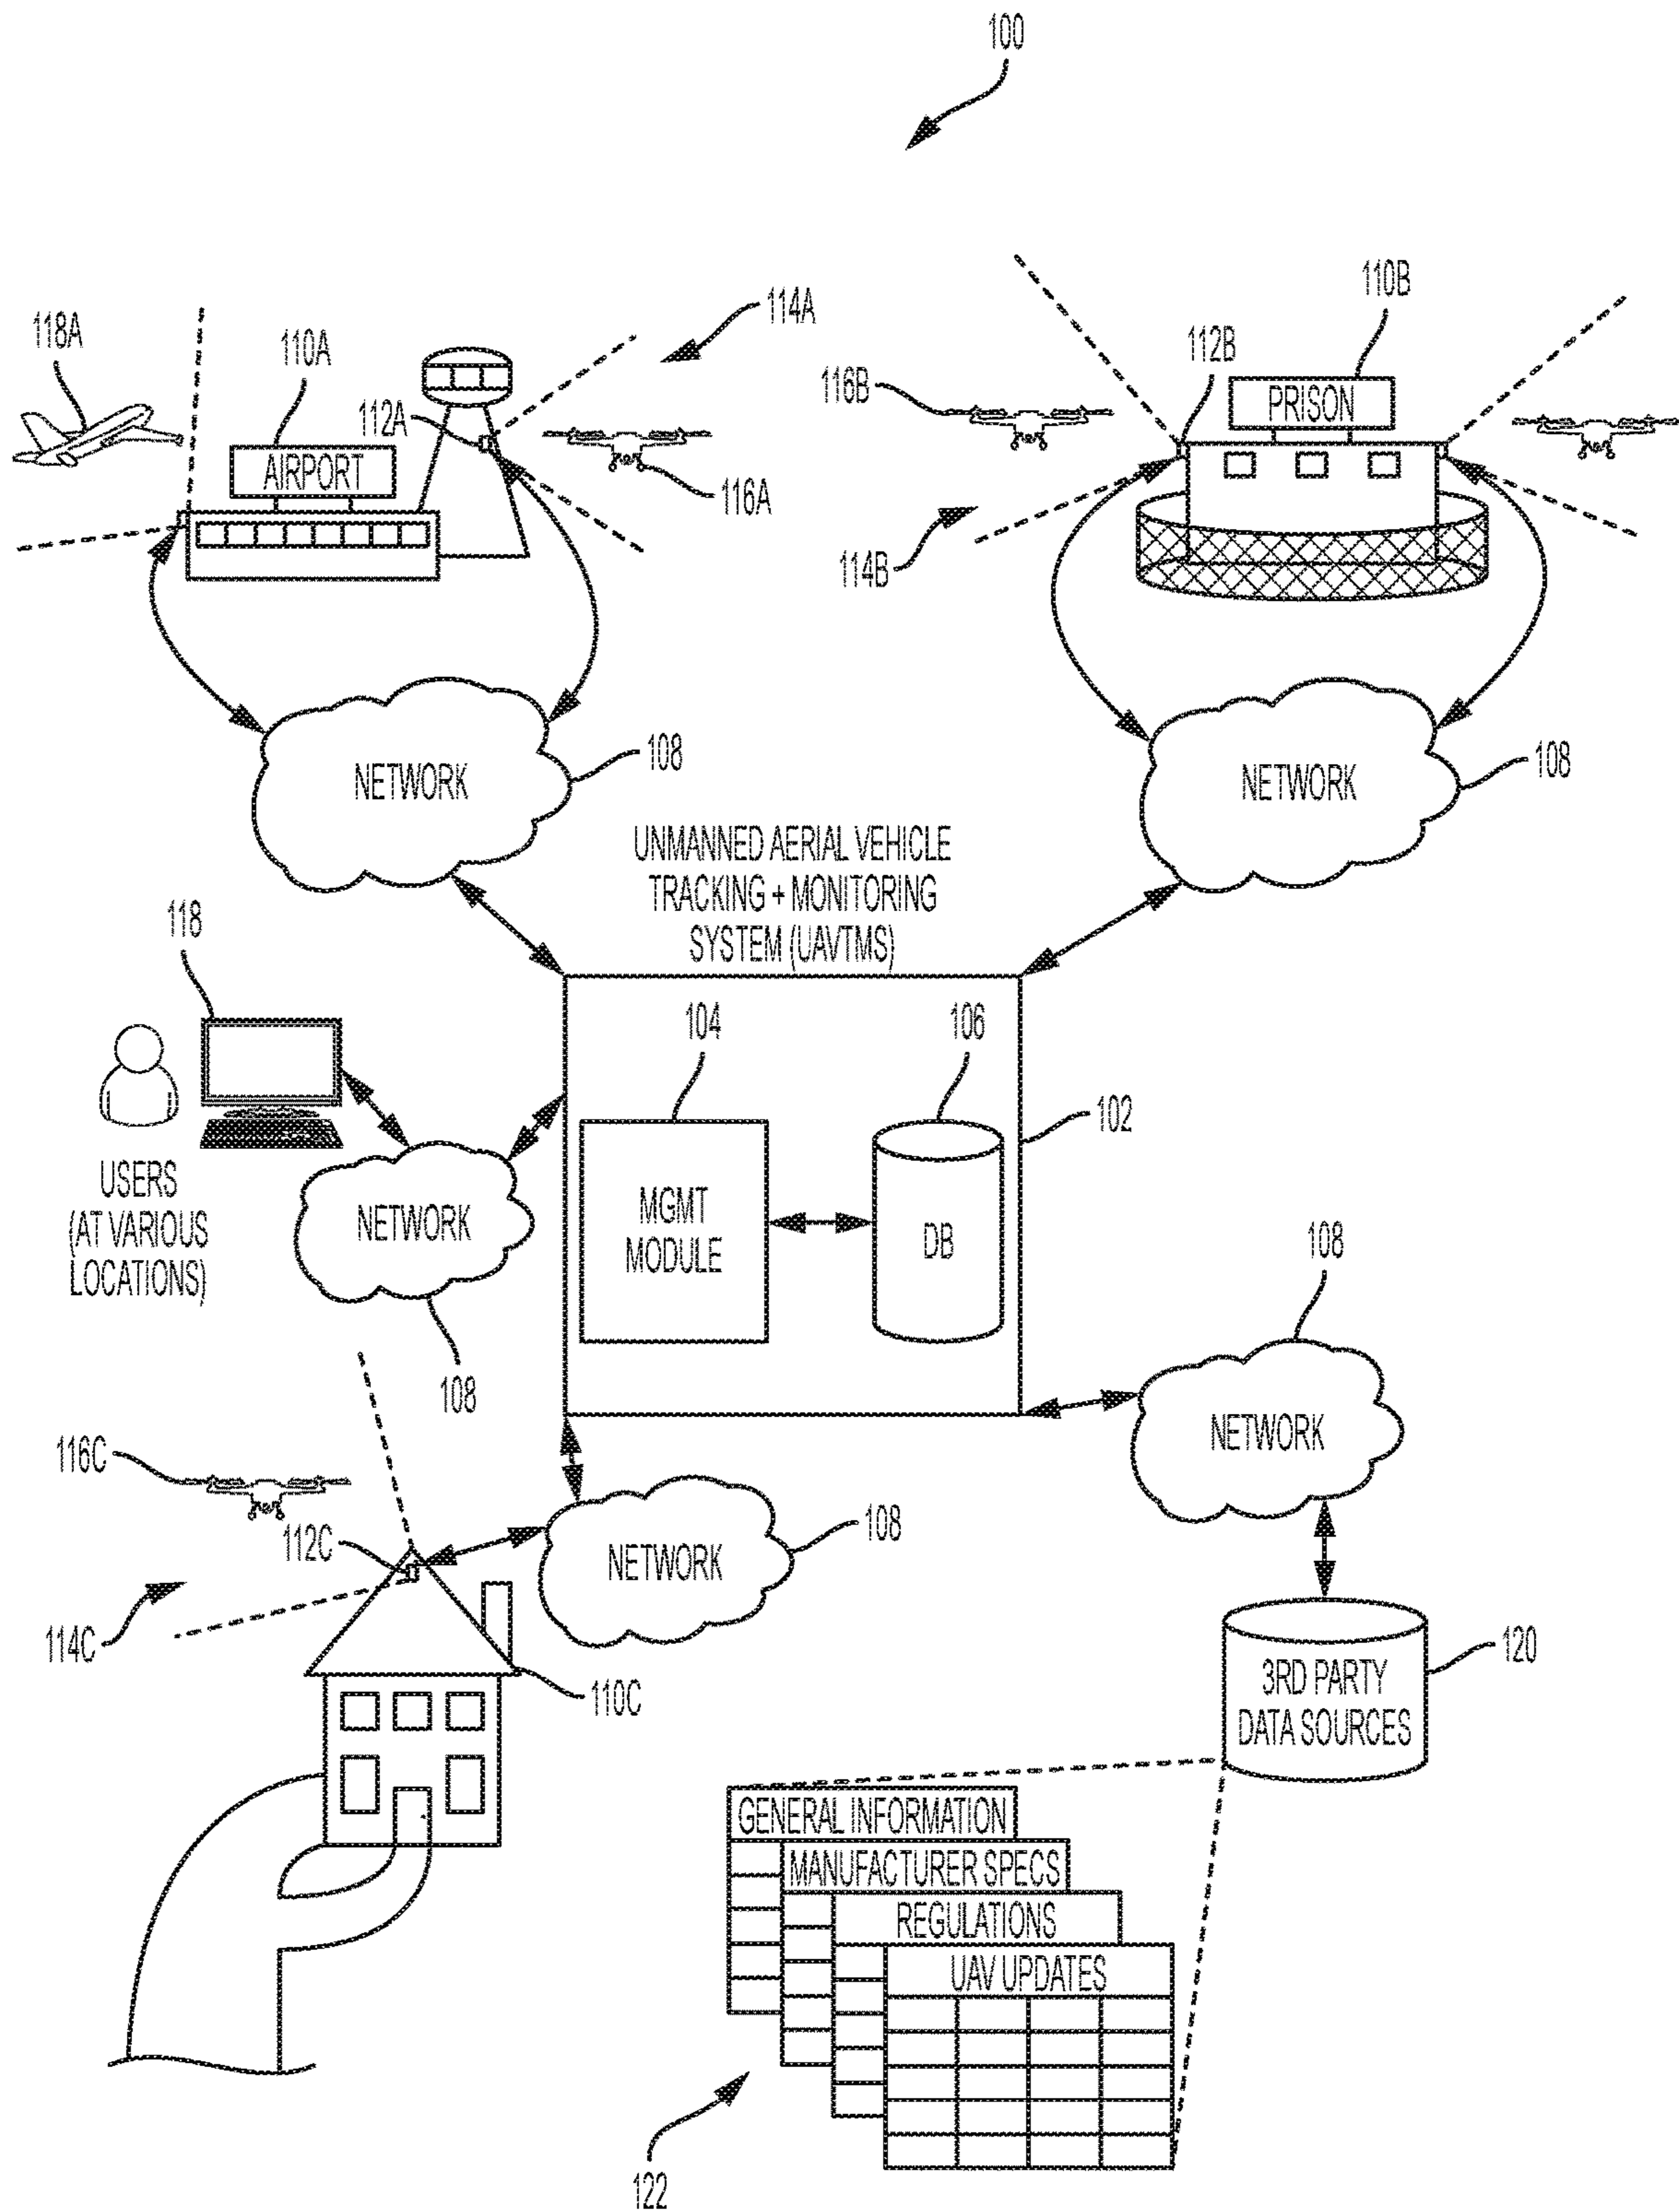 100
118A
110A
114A
112A
AIRPORT
116A
110B
112B
116B
PRISON
114B
NETWORK
108
NETWORK
108
UNMANNED AERIAL VEHICLE
TRACKING + MONITORING
SYSTEM (UAVTMS)
118
USERS
(AT VARIOUS
LOCATIONS)
NETWORK
108
104
106
102
MGMT
MODULE
DB
108
NETWORK
116C
112C
114C
110C
NETWORK
108
3RD PARTY
DATA SOURCES
120
GENERAL INFORMATION
MANUFACTURER SPECS
REGULATIONS
UAV UPDATES
122